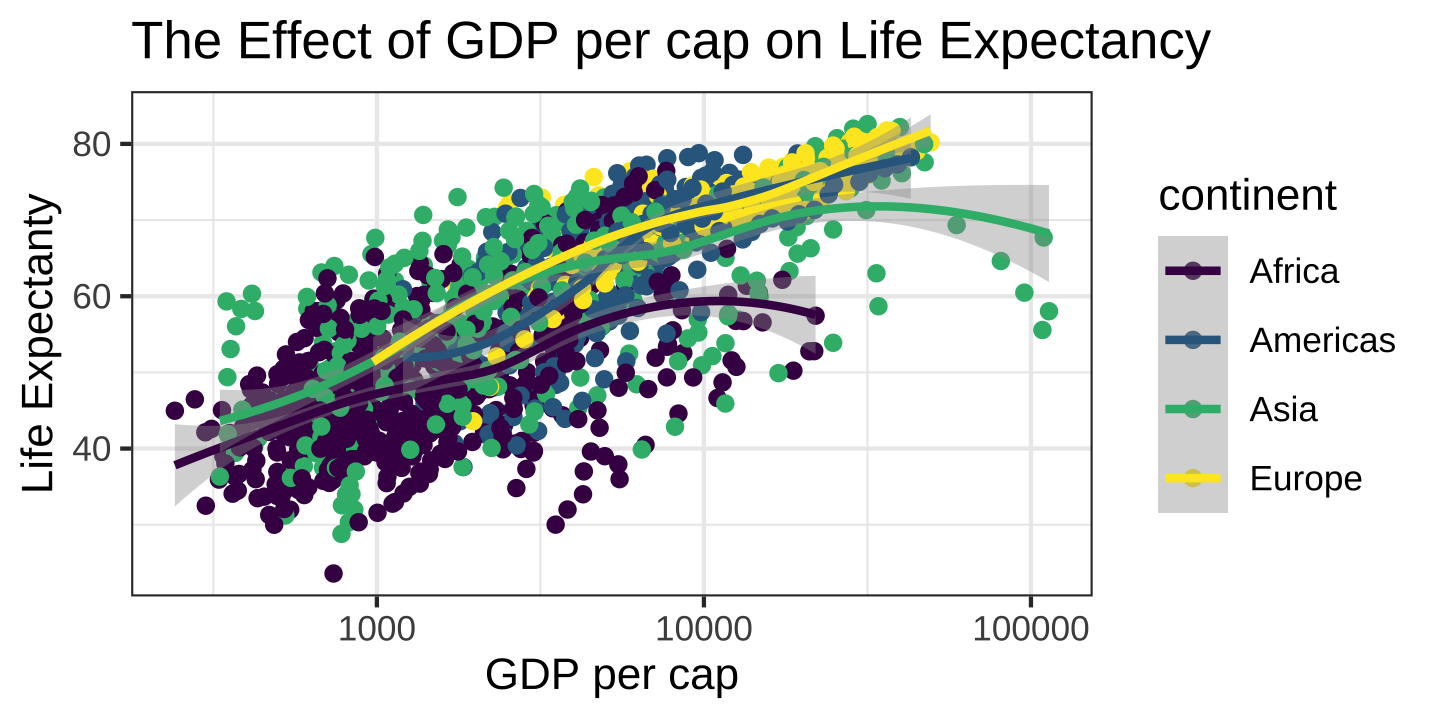 The Effect of GDP per cap on Life Expectancy
Life Expectanty
80
60
40
1000
10000
100000
GDP per cap
continent
Africa
Americas
Asia
Europe